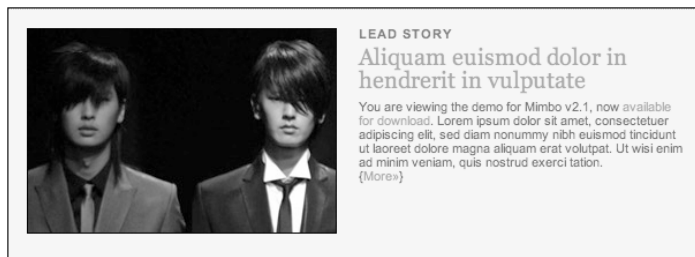 LEAD STORY
Aliquam euismod dolor in
hendrerit in vulputate
You are viewing the demo for Mimbo v2.1, now available
for download. Lorem ipsum dolor sit amet, consectetuer
adipiscing elit, sed diam nonummy nibh euismod tincidunt
ut laoreet dolore magna aliquam erat volutpat. Ut wisi enim
ad minim veniam, quis nostrud exerci tation.
{More»}